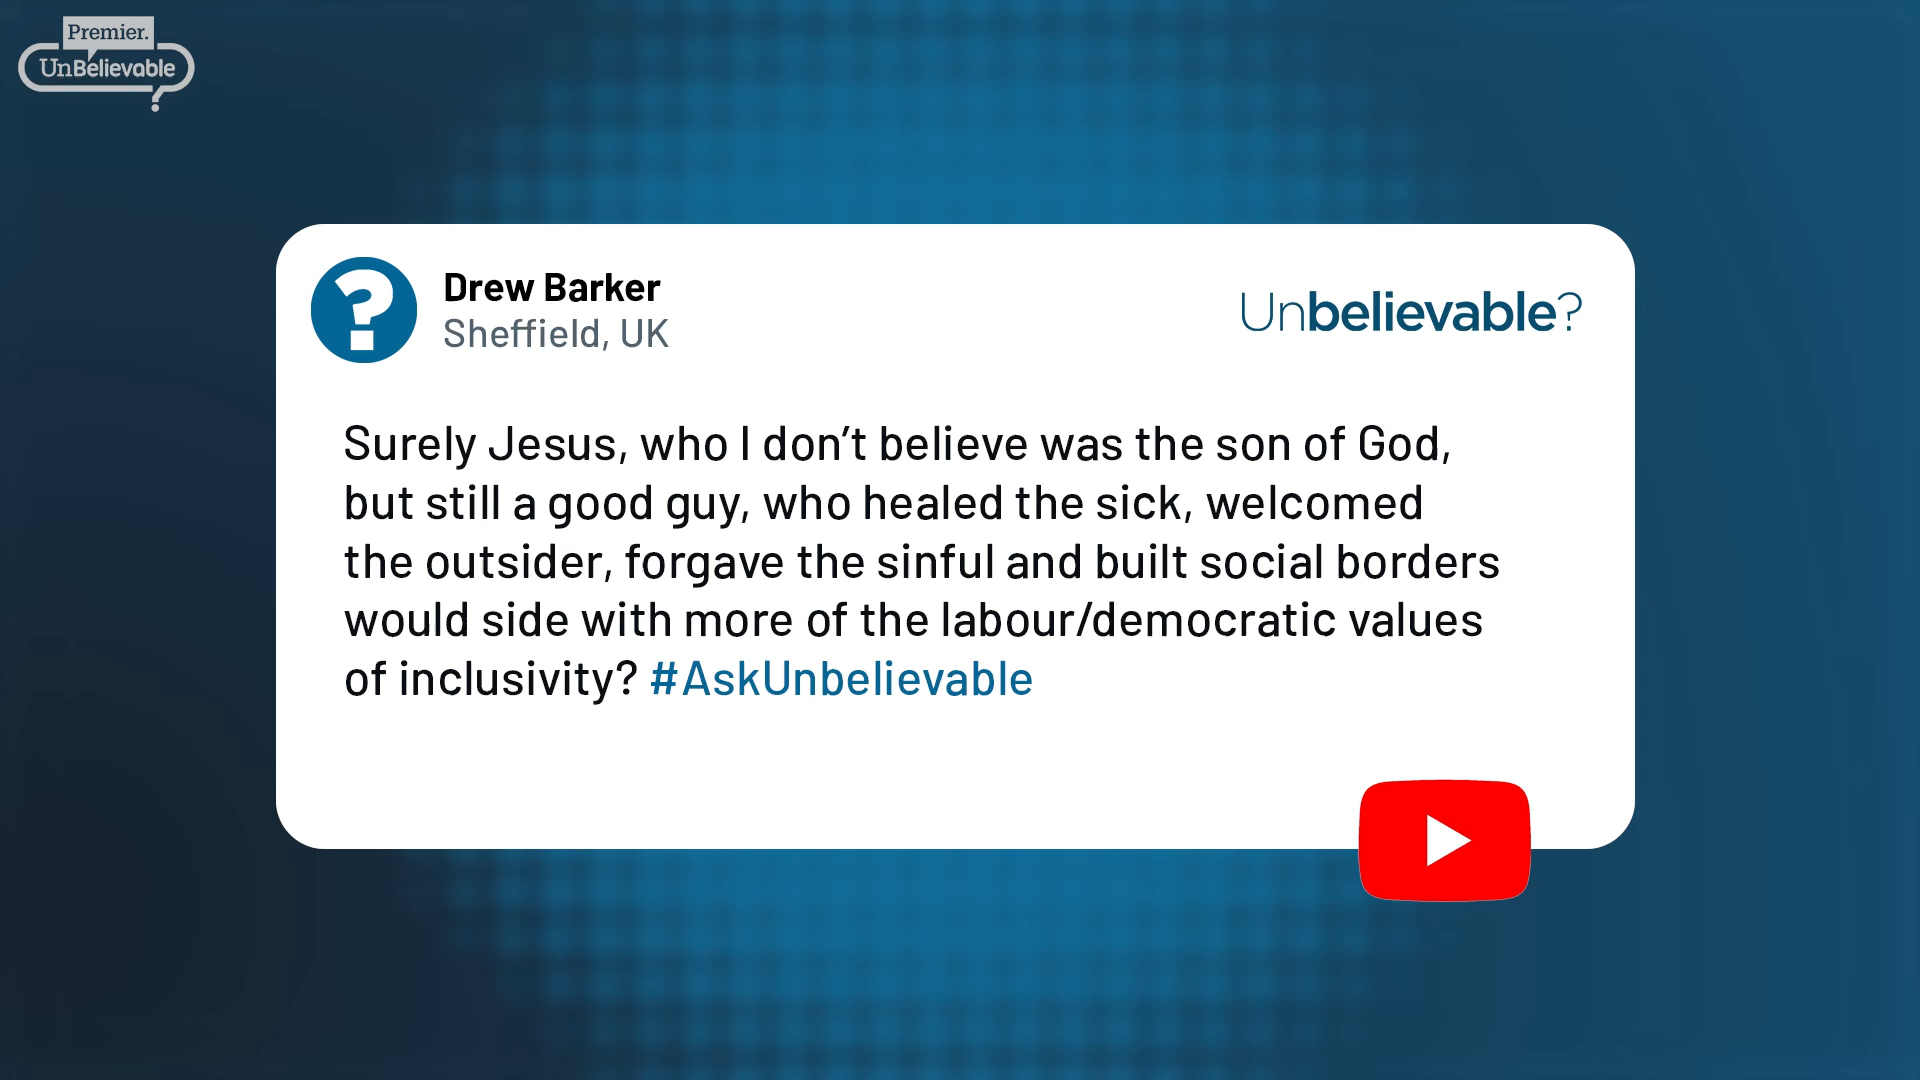 Premier.
UnBelievable
?
Drew Barker
Sheffield, UK
Unbelievable?
Surely Jesus, who I don’t believe was the son of God,
but still a good guy, who healed the sick, welcomed
the outsider, forgave the sinful and built social borders
would side with more of the labour/democratic values
of inclusivity? #AskUnbelievable